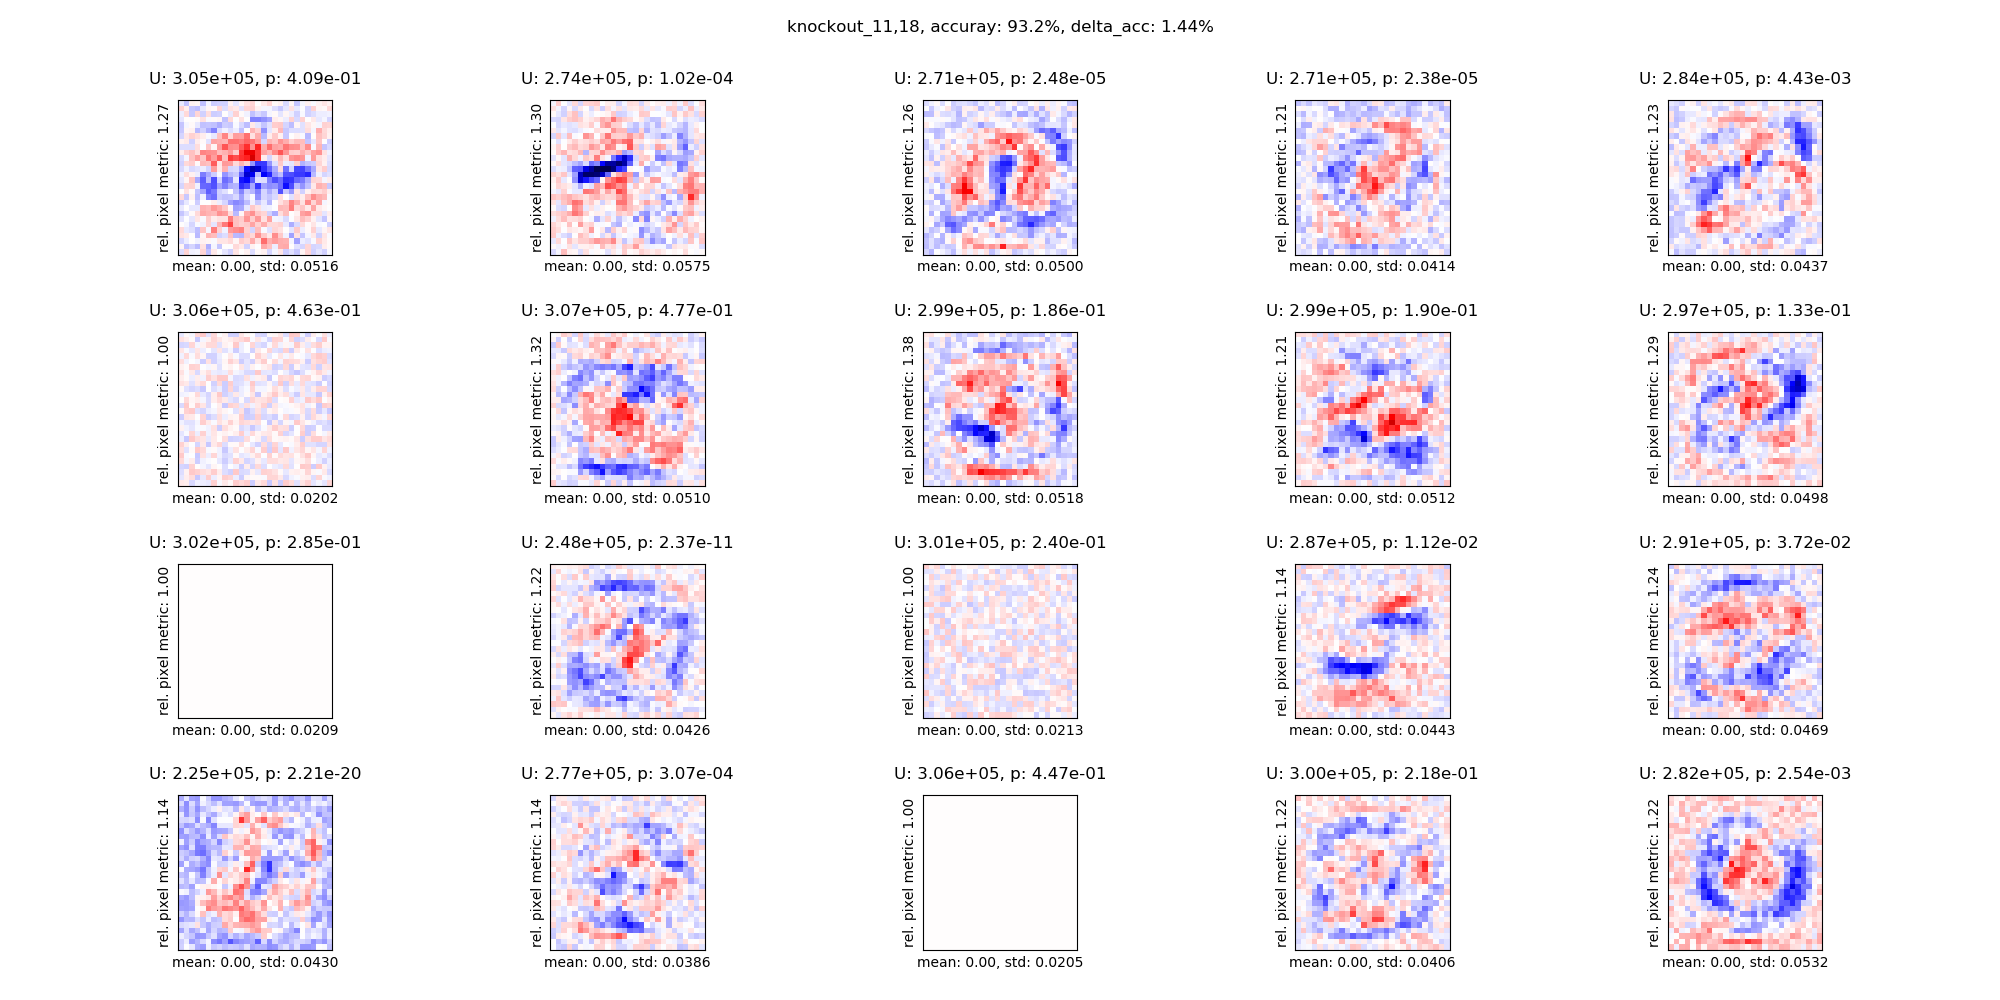 knockout_11,18, accuray: 93.2%, delta_acc: 1.44%
U: 3.05e+05, p: 4.09e-01
rel. pixel metric: 1.27
mean: 0.00, std: 0.0516
U: 2.74e+05, p: 1.02e-04
rel. pixel metric: 1.30
mean: 0.00, std: 0.0575
U: 2.71e+05, p: 2.48e-05
rel. pixel metric: 1.26
mean: 0.00, std: 0.0500
U: 2.71e+05, p: 2.38e-05
rel. pixel metric: 1.21
mean: 0.00, std: 0.0414
U: 2.84e+05, p: 4.43e-03
rel. pixel metric: 1.23
mean: 0.00, std: 0.0437
U: 3.06e+05, p: 4.63e-01
rel. pixel metric: 1.00
mean: 0.00, std: 0.0202
U: 3.07e+05, p: 4.77e-01
rel. pixel metric: 1.32
mean: 0.00, std: 0.0510
U: 2.99e+05, p: 1.86e-01
rel. pixel metric: 1.38
mean: 0.00, std: 0.0518
U: 2.99e+05, p: 1.90e-01
rel. pixel metric: 1.21
mean: 0.00, std: 0.0512
U: 2.97e+05, p: 1.33e-01
rel. pixel metric: 1.29
mean: 0.00, std: 0.0498
U: 3.02e+05, p: 2.85e-01
rel. pixel metric: 1.00
mean: 0.00, std: 0.0209
U: 2.48e+05, p: 2.37e-11
rel. pixel metric: 1.22
mean: 0.00, std: 0.0426
U: 3.01e+05, p: 2.40e-01
rel. pixel metric: 1.00
mean: 0.00, std: 0.0213
U: 2.87e+05, p: 1.12e-02
rel. pixel metric: 1.14
mean: 0.00, std: 0.0443
U: 2.91e+05, p: 3.72e-02
rel. pixel metric: 1.24
mean: 0.00, std: 0.0469
U: 2.25e+05, p: 2.21e-20
rel. pixel metric: 1.14
mean: 0.00, std: 0.0430
U: 2.77e+05, p: 3.07e-04
rel. pixel metric: 1.14
mean: 0.00, std: 0.0386
U: 3.06e+05, p: 4.47e-01
rel. pixel metric: 1.00
mean: 0.00, std: 0.0205
U: 3.00e+05, p: 2.18e-01
rel. pixel metric: 1.22
mean: 0.00, std: 0.0406
U: 2.82e+05, p: 2.54e-03
rel. pixel metric: 1.22
mean: 0.00, std: 0.0532